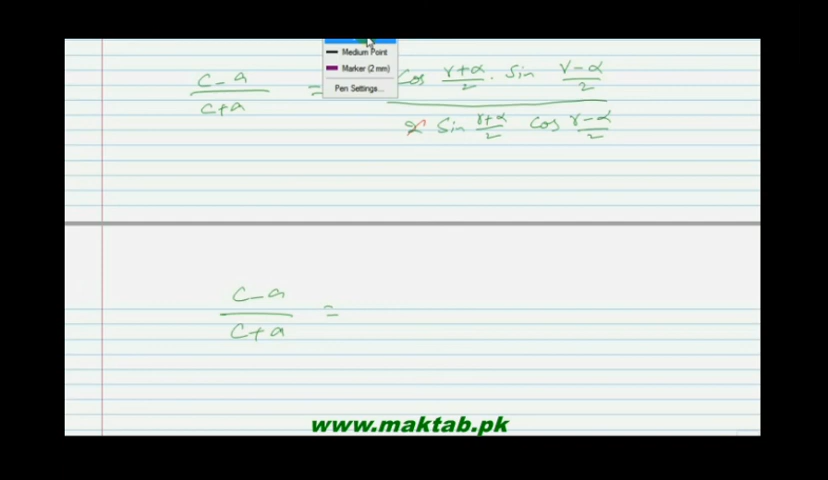 Medium Point
Marker (2 mm)
Pen Settings...
c-a / c+a = cos γ+α/2 · sin γ-α/2 / 2 sin γ+α/2 cos γ-α/2
c-a / c+a =
www.maktab.pk